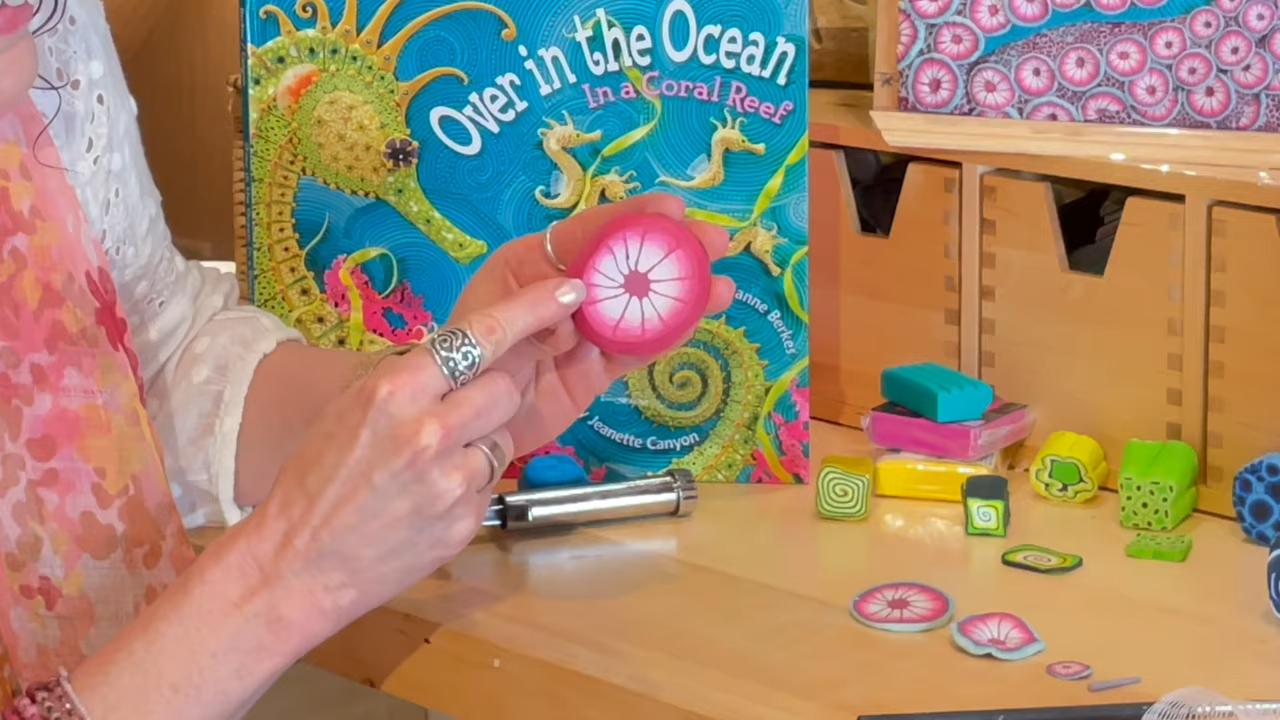 Over in the Ocean
In a Coral Reef
anne Berkes
Jeanette Canyon